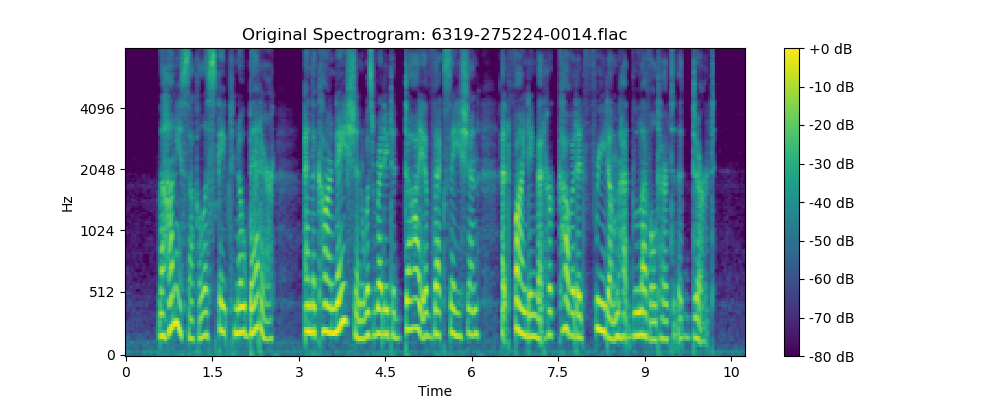 Original Spectrogram: 6319-275224-0014.flac
Hz
4096
2048
1024
512
0
0 1.5 3 4.5 6 7.5 9 10
Time
+0 dB
-10 dB
-20 dB
-30 dB
-40 dB
-50 dB
-60 dB
-70 dB
-80 dB